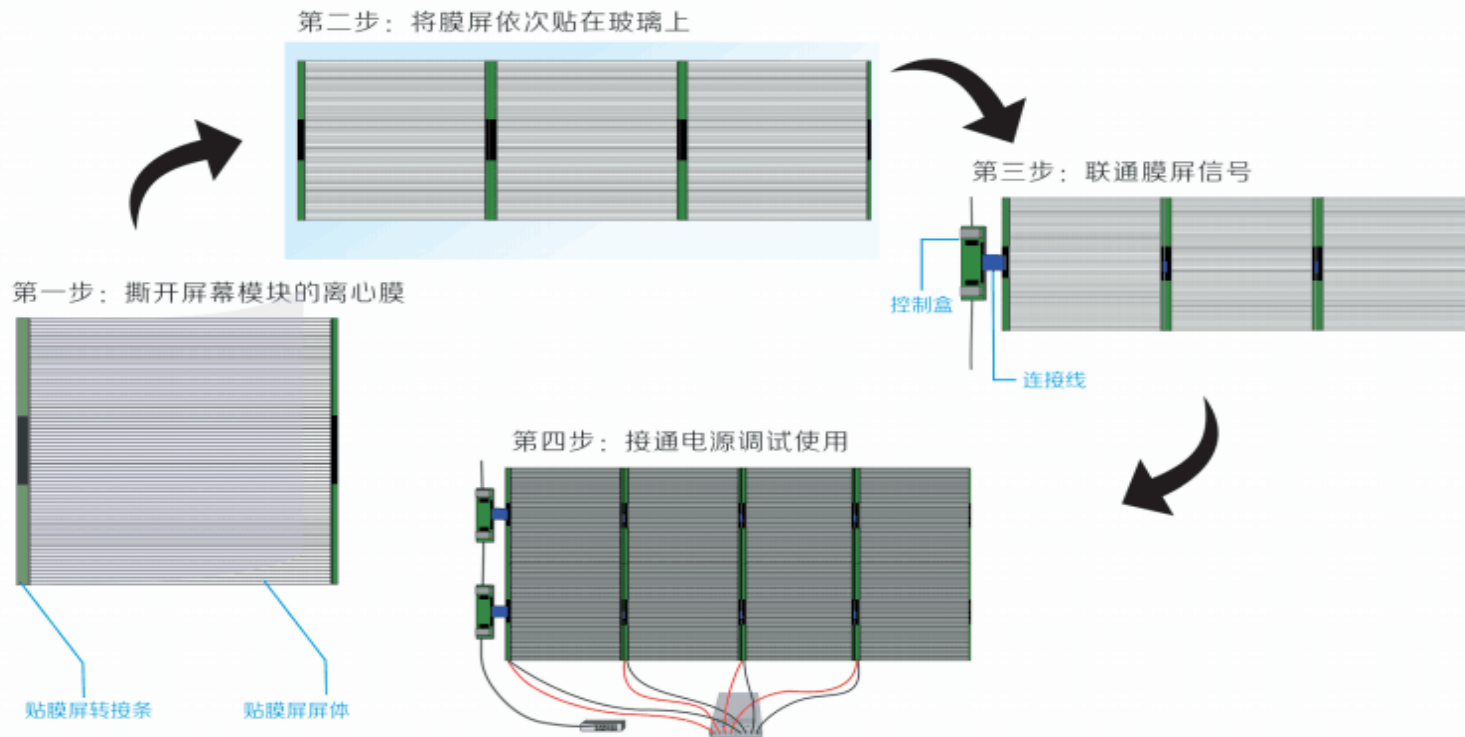 第一步：撕开屏幕模块的离心膜
贴膜屏转接条
贴膜屏屏体
第二步：将膜屏依次贴在玻璃上
第三步：联通膜屏信号
控制盒
连接线
第四步：接通电源调试使用